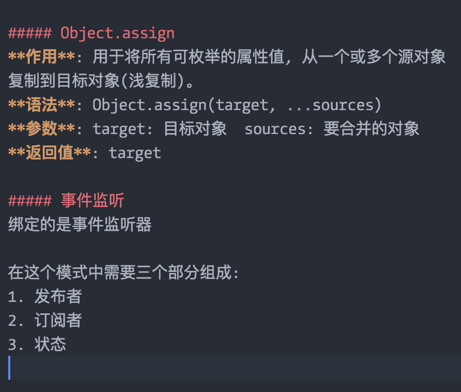 ##### Object.assign
**作用**: 用于将所有可枚举的属性值, 从一个或多个源对象
复制到目标对象(浅复制)。
**语法**: Object.assign(target, ...sources)
**参数**: target: 目标对象  sources: 要合并的对象
**返回值**: target
##### 事件监听
绑定的是事件监听器
在这个模式中需要三个部分组成:
1. 发布者
2. 订阅者
3. 状态